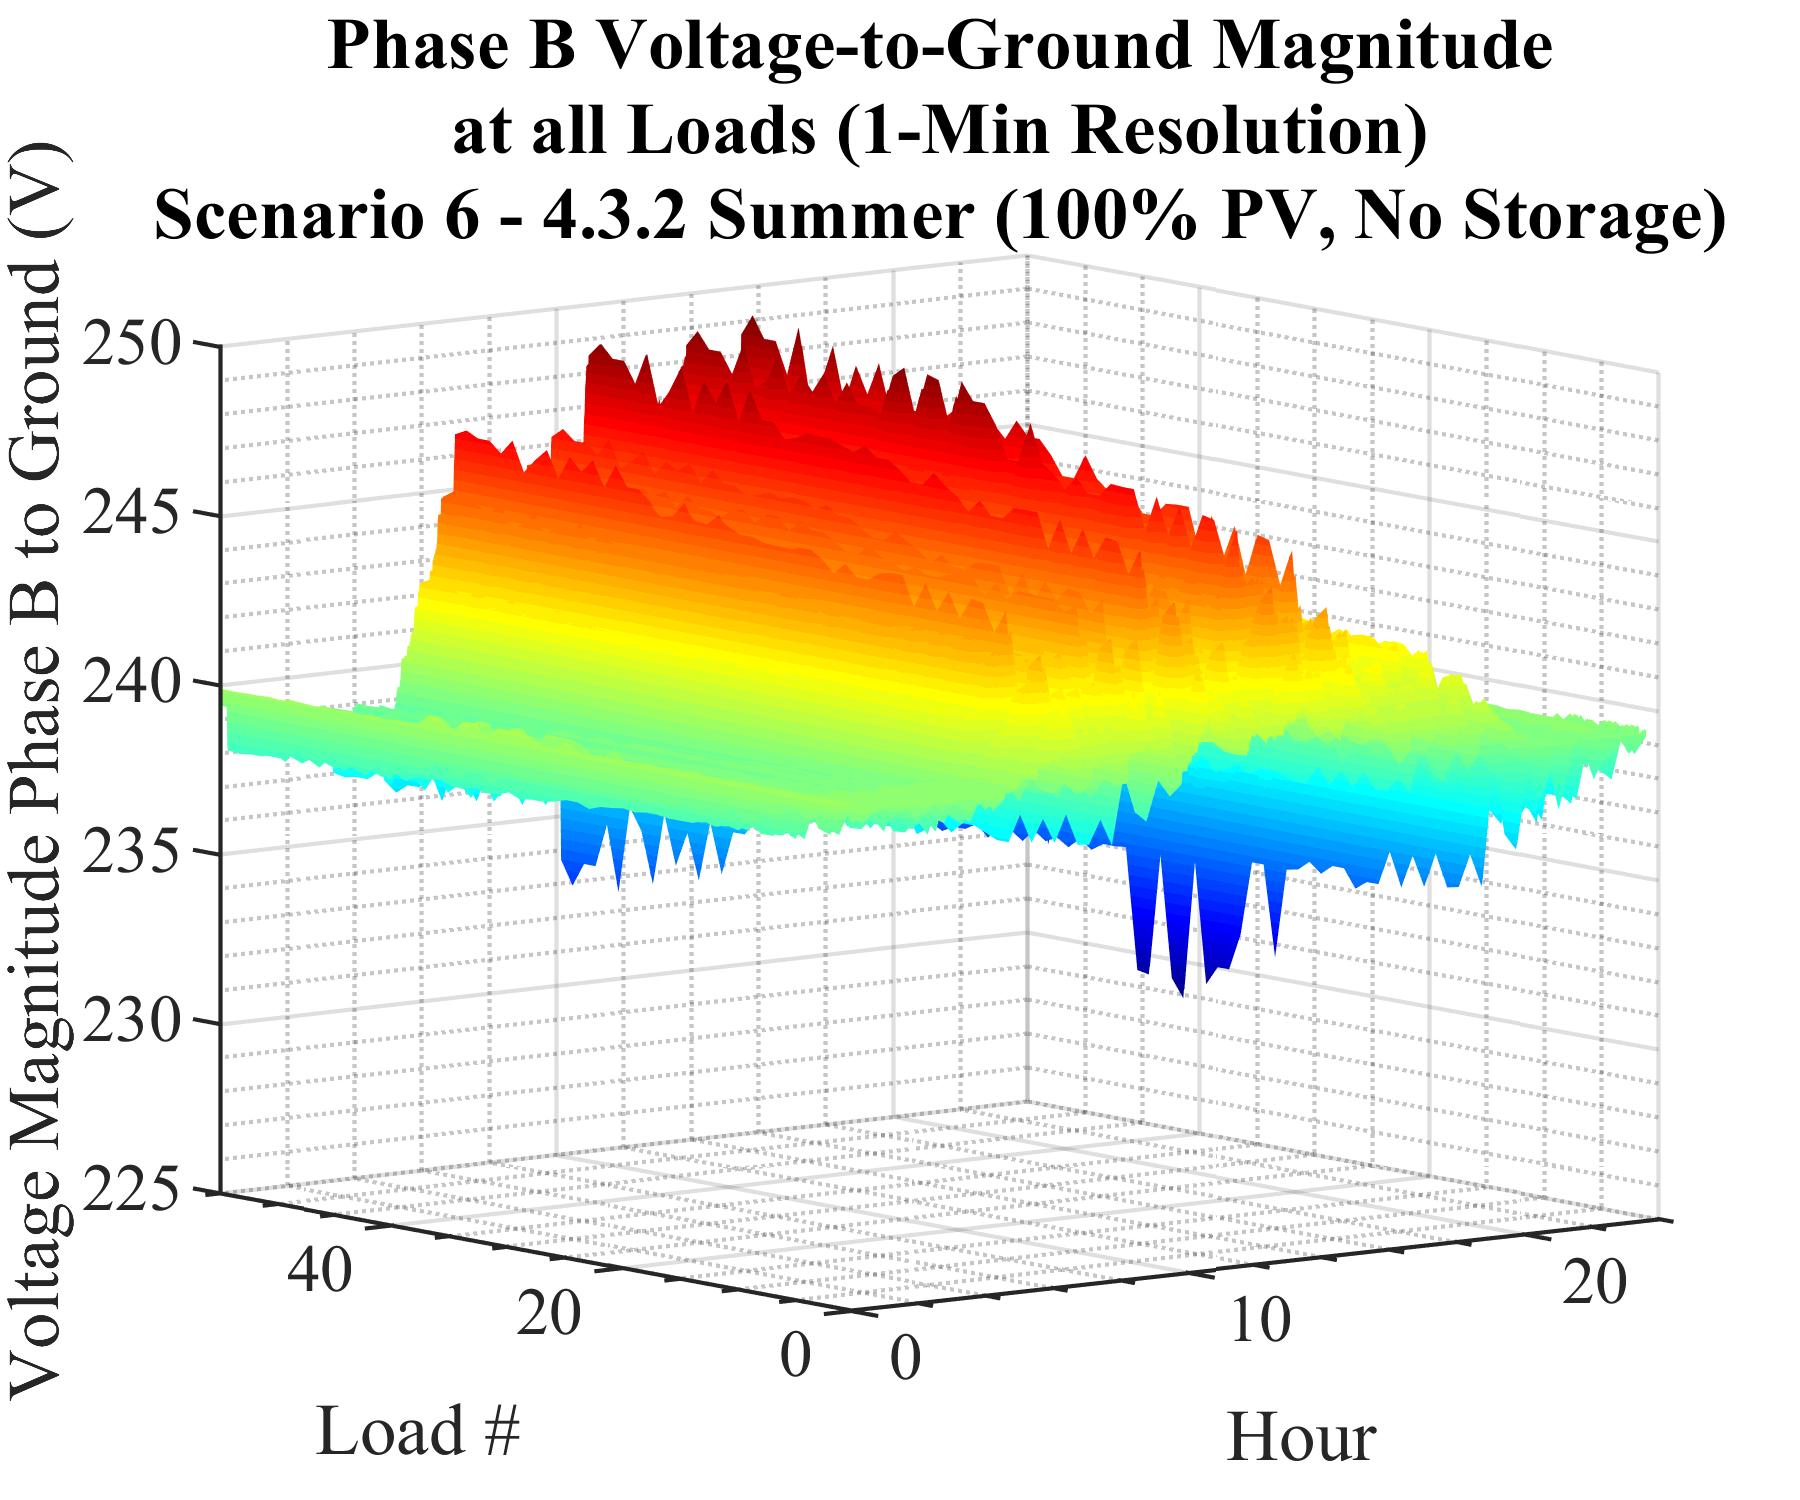 Phase B Voltage-to-Ground Magnitude
at all Loads (1-Min Resolution)
Scenario 6 - 4.3.2 Summer (100% PV, No Storage)
Voltage Magnitude Phase B to Ground (V)
250
245
240
235
230
225
40
20
0
0
10
20
Load #
Hour